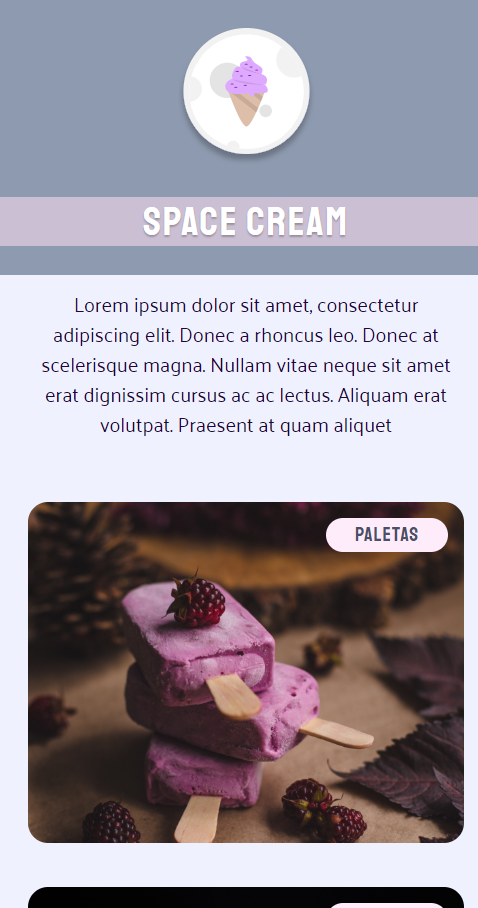 SPACE CREAM
Lorem ipsum dolor sit amet, consectetur
adipiscing elit. Donec a rhoncus leo. Donec at
scelerisque magna. Nullam vitae neque sit amet
erat dignissim cursus ac ac lectus. Aliquam erat
volutpat. Praesent at quam aliquet
PALETAS